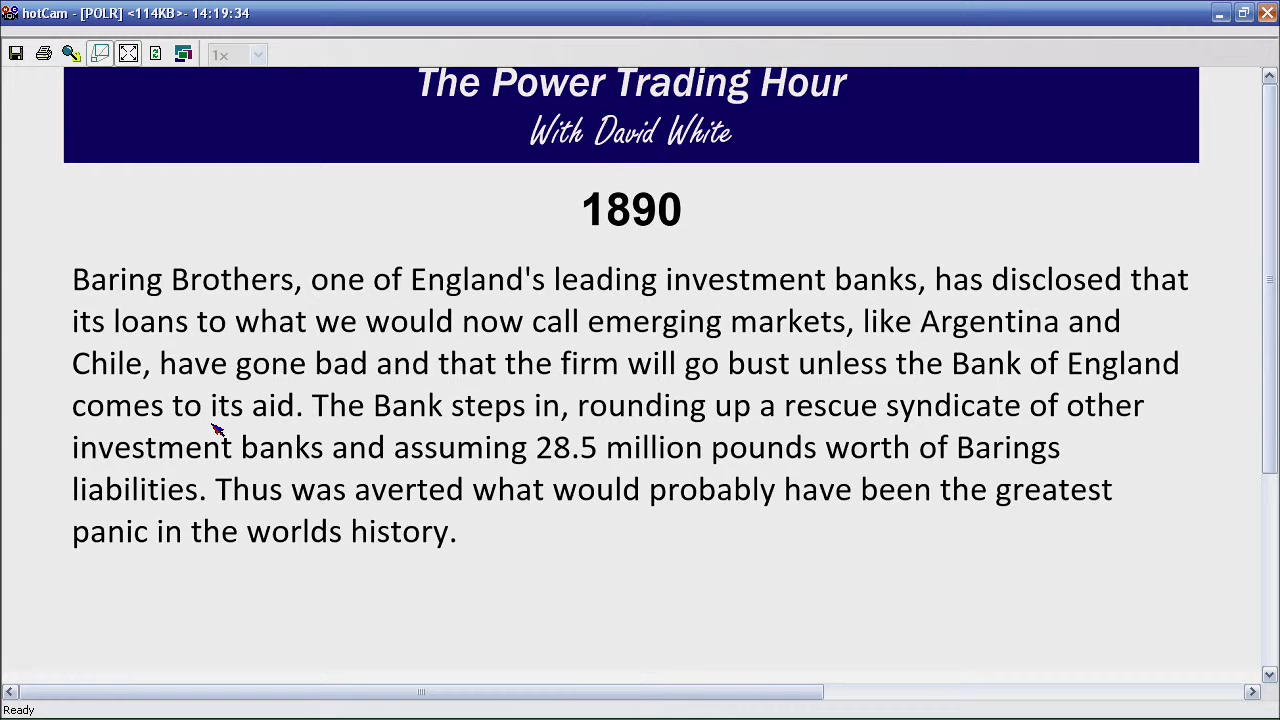 hotCam - [POLR] <114KB>- 14:19:34
1x
The Power Trading Hour
With David White
1890
Baring Brothers, one of England's leading investment banks, has disclosed that
its loans to what we would now call emerging markets, like Argentina and
Chile, have gone bad and that the firm will go bust unless the Bank of England
comes to its aid. The Bank steps in, rounding up a rescue syndicate of other
investment banks and assuming 28.5 million pounds worth of Barings
liabilities. Thus was averted what would probably have been the greatest
panic in the worlds history.
Ready